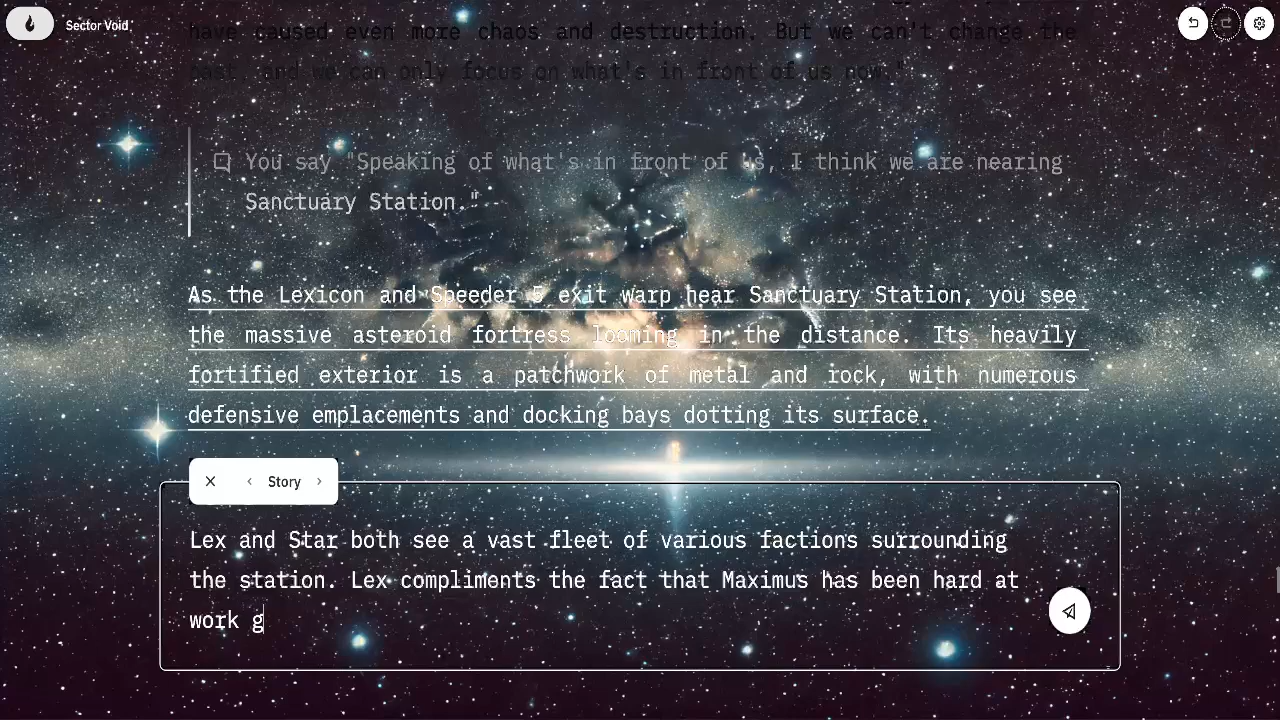 Sector Void
have caused even more chaos and destruction. But we can't change the
past, and we can only focus on what's in front of us now."
You say "Speaking of what's in front of us, I think we are nearing
Sanctuary Station."
As the Lexicon and Speeder 5 exit warp near Sanctuary Station, you see
the massive asteroid fortress looming in the distance. Its heavily
fortified exterior is a patchwork of metal and rock, with numerous
defensive emplacements and docking bays dotting its surface.
Story
Lex and Star both see a vast fleet of various factions surrounding
the station. Lex compliments the fact that Maximus has been hard at
work g